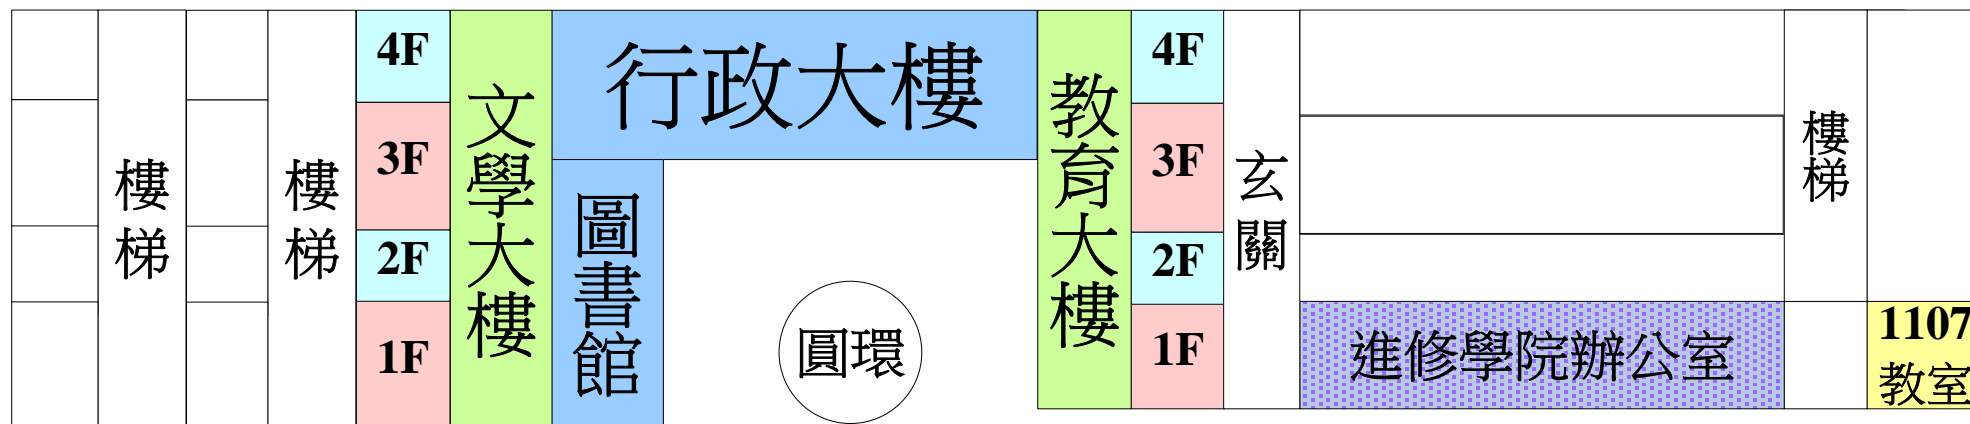 樓梯
樓梯
4F
3F
2F
1F
文學大樓
行政大樓
圖書館
圓環
教育大樓
4F
3F
2F
1F
玄關
進修學院辦公室
樓梯
1107
教室